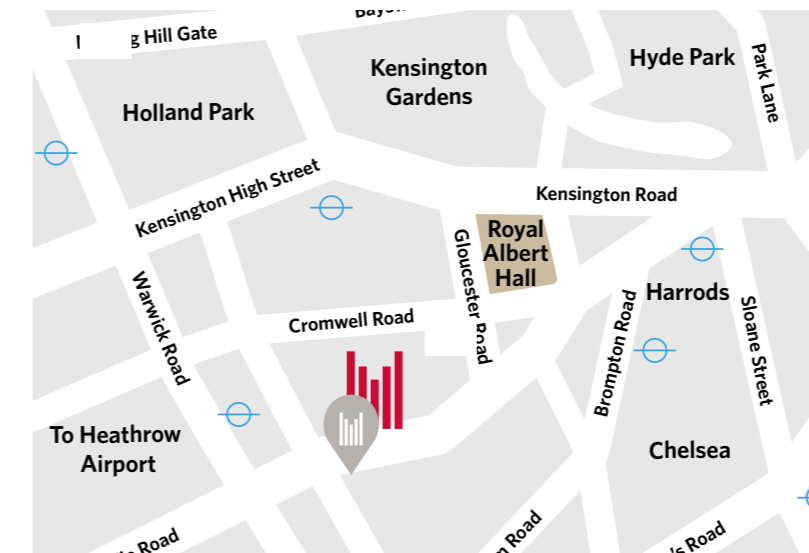 Hill Gate
Hyde Park
Park Lane
Kensington
Gardens
Holland Park
Kensington High Street
Kensington Road
Royal
Albert
Hall
Gloucester Road
Harrods
Warwick Road
Cromwell Road
Brompton Road
Sloane Street
To Heathrow
Airport
Chelsea
Road
Road
Road